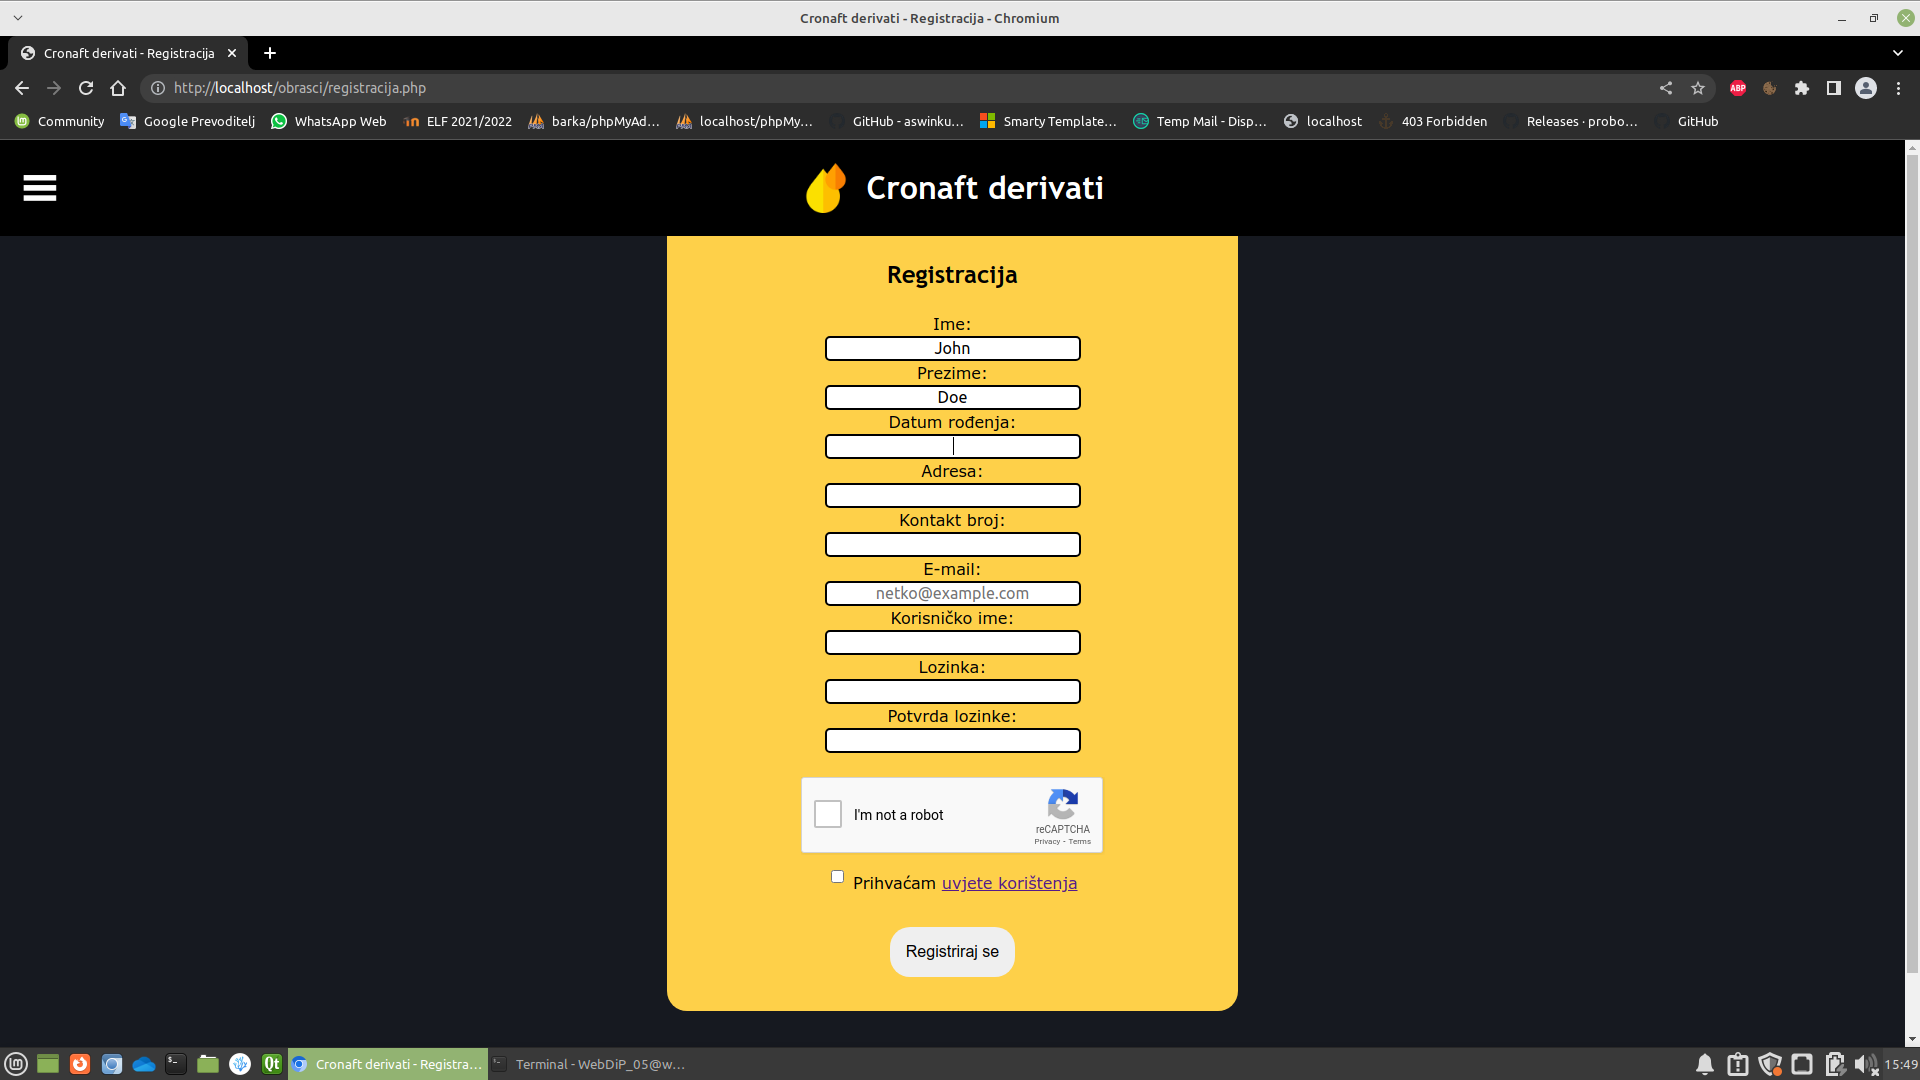 Cronaft derivati - Registracija - Chromium
Cronaft derivati - Registracija
http://localhost/obrasci/registracija.php
ABP
Community
Google Prevoditelj
WhatsApp Web
ELF 2021/2022
barka/phpMyAd…
localhost/phpMy…
GitHub - aswinku…
Smarty Template…
Temp Mail - Disp…
localhost
403 Forbidden
Releases · probo…
GitHub
Cronaft derivati
Registracija
Ime:
John
Prezime:
Doe
Datum rođenja:
Adresa:
Kontakt broj:
E-mail:
netko@example.com
Korisničko ime:
Lozinka:
Potvrda lozinke:
I'm not a robot
reCAPTCHA
Privacy - Terms
Prihvaćam uvjete korištenja
Registriraj se
Qt
Cronaft derivati - Registra…
Terminal - WebDiP_05@w…
15:49